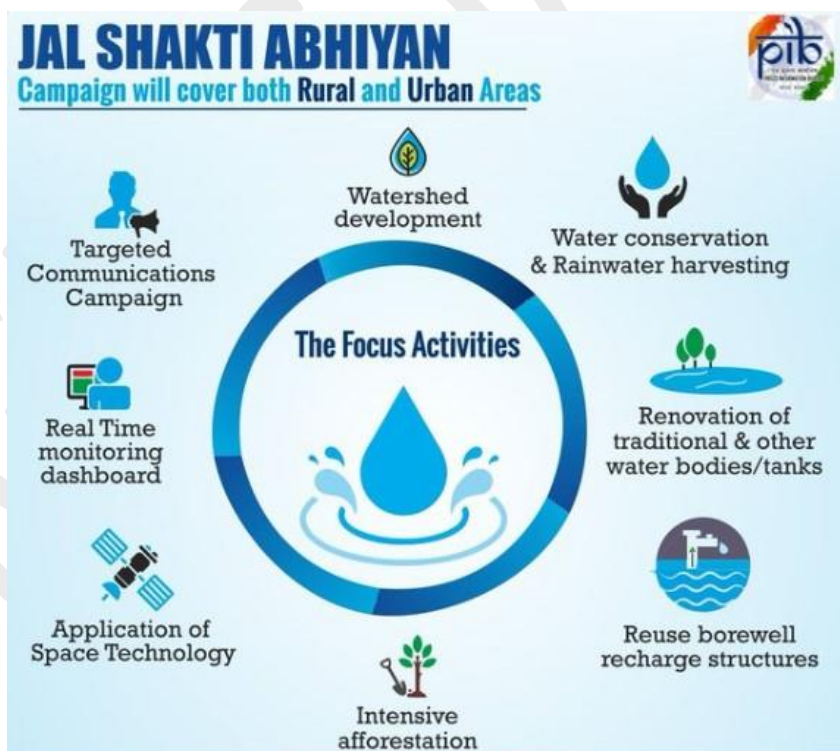 JAL SHAKTI ABHIYAN
Campaign will cover both Rural and Urban Areas
pib
Watershed
development
Water conservation
& Rainwater harvesting
Renovation of
traditional & other
water bodies/tanks
Reuse borewell
recharge structures
Intensive
afforestation
Application of
Space Technology
Real Time
monitoring
dashboard
Targeted
Communications
Campaign
The Focus Activities